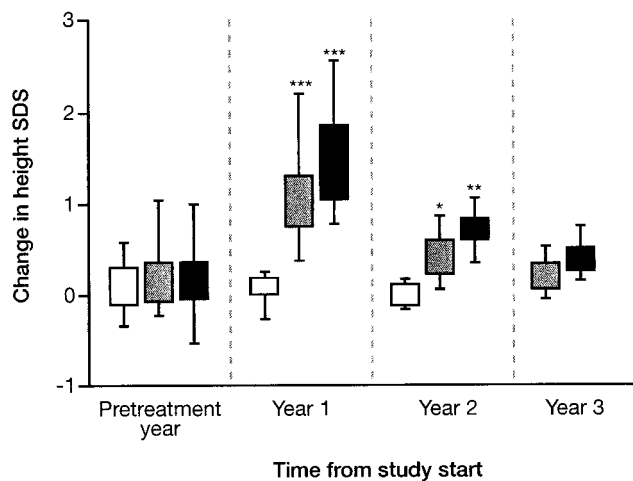 Change in height SDS
3
2
1
0
-1
***
***
*
**
Pretreatment
year
Year 1
Year 2
Year 3
Time from study start